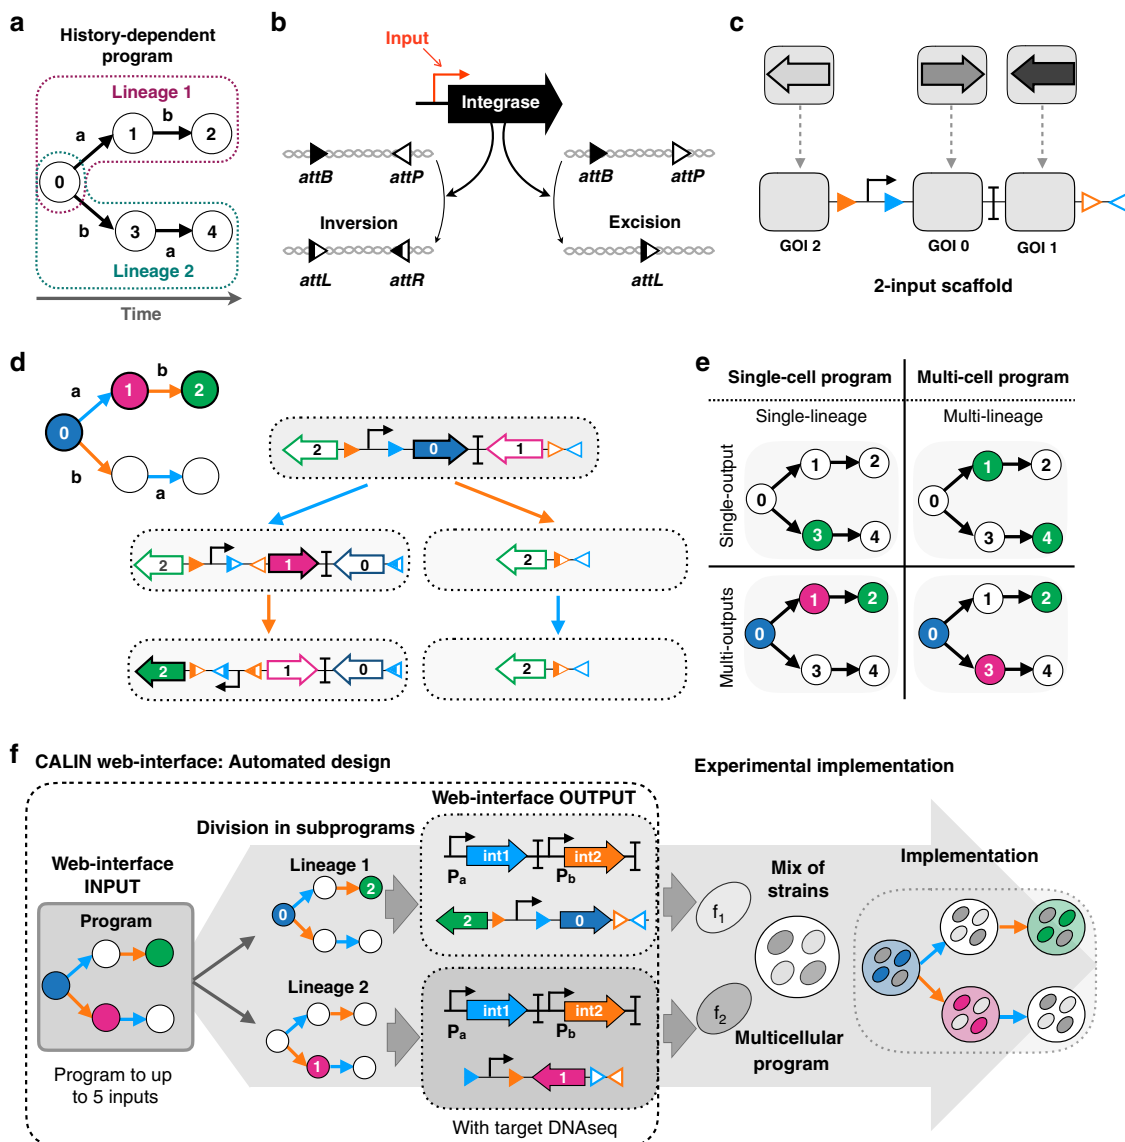 a
History-dependent
program
Lineage 1
a
b
0
1
2
b
a
3
4
Lineage 2
Time
b
Input
Integrase
attB
attP
attB
attP
Inversion
Excision
attL
attR
attL
c
GOI 2
GOI 0
GOI 1
2-input scaffold
d
a
b
0
1
2
b
a
2
0
1
2
1
0
2
2
1
0
2
e
Single-cell program
Multi-cell program
Single-lineage
Multi-lineage
Single-output
0
1
2
3
4
0
1
2
3
4
Multi-outputs
0
1
2
3
4
0
1
2
3
4
f
CALIN web-interface: Automated design
Experimental implementation
Web-interface
INPUT
Program
Program to up
to 5 inputs
Division in subprograms
Lineage 1
0
2
Lineage 2
1
Web-interface OUTPUT
int1
int2
Pa
Pb
2
0
int1
int2
Pa
Pb
1
With target DNAseq
f1
f2
Mix of
strains
Multicellular
program
Implementation